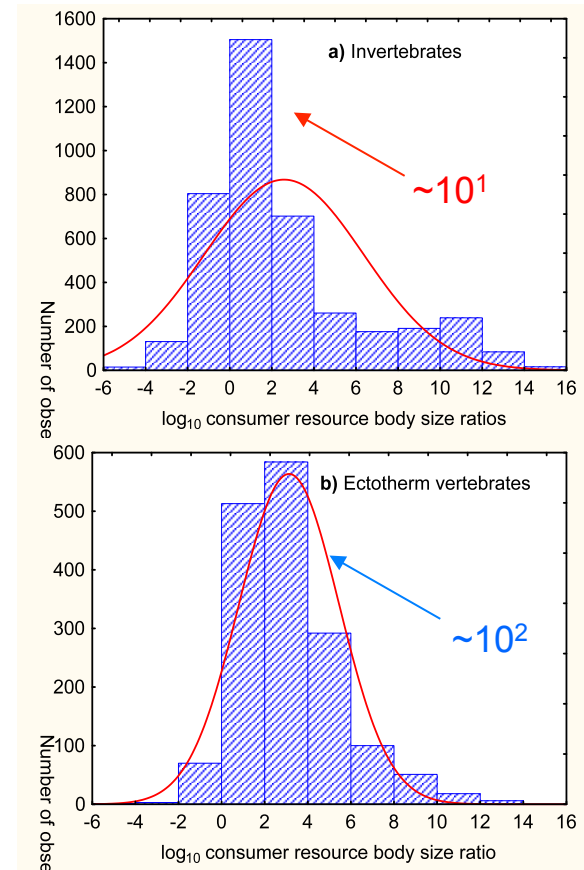 1600
a) Invertebrates
1400
1200
1000
~10¹
800
600
400
200
0
-6 -4 -2 0 2 4 6 8 10 12 14 16
Number of obse
log₁₀ consumer resource body size ratios
600
b) Ectotherm vertebrates
500
400
300
~10²
200
100
0
-6 -4 -2 0 2 4 6 8 10 12 14 16
Number of obse
log₁₀ consumer resource body size ratio